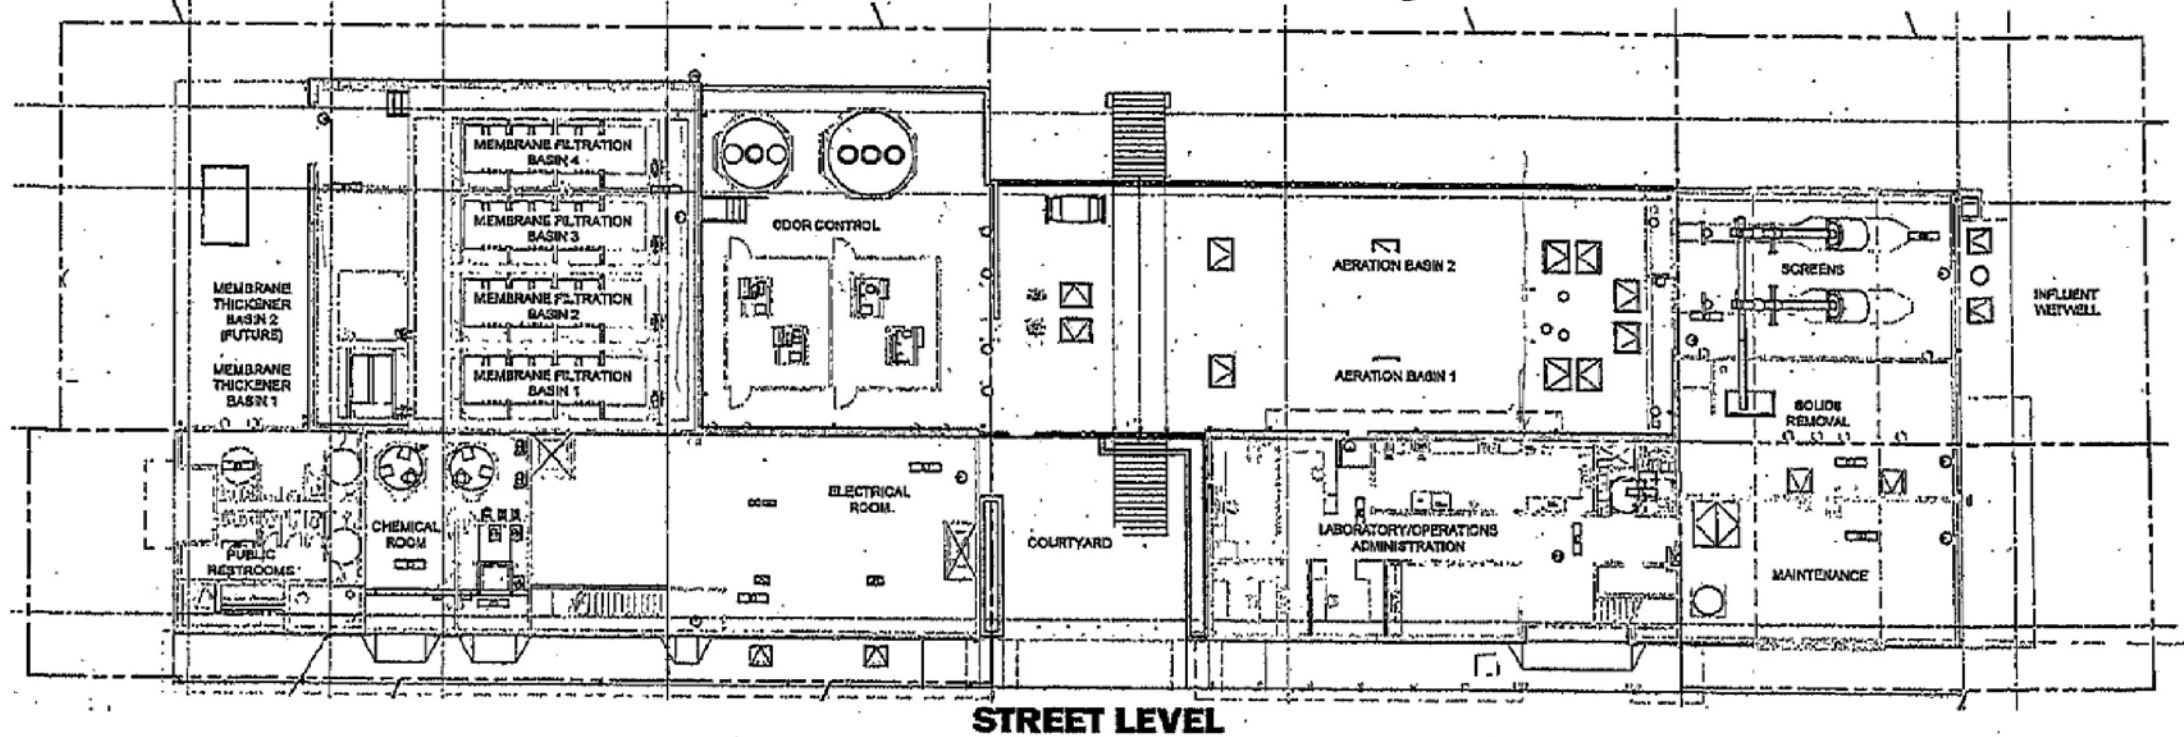 MEMBRANE FILTRATION
BASIN 4
MEMBRANE FILTRATION
BASIN 3
MEMBRANE FILTRATION
BASIN 2
MEMBRANE FILTRATION
BASIN 1
MEMBRANE
THICKENER
BASIN 2
(FUTURE)
MEMBRANE
THICKENER
BASIN 1
ODOR CONTROL
AERATION BASIN 2
AERATION BASIN 1
SCREENS
SOLIDS
REMOVAL
INFLUENT
WETWELL
PUBLIC
RESTROOMS
CHEMICAL
ROOM
ELECTRICAL
ROOM
COURTYARD
LABORATORY/OPERATIONS
ADMINISTRATION
MAINTENANCE
STREET LEVEL